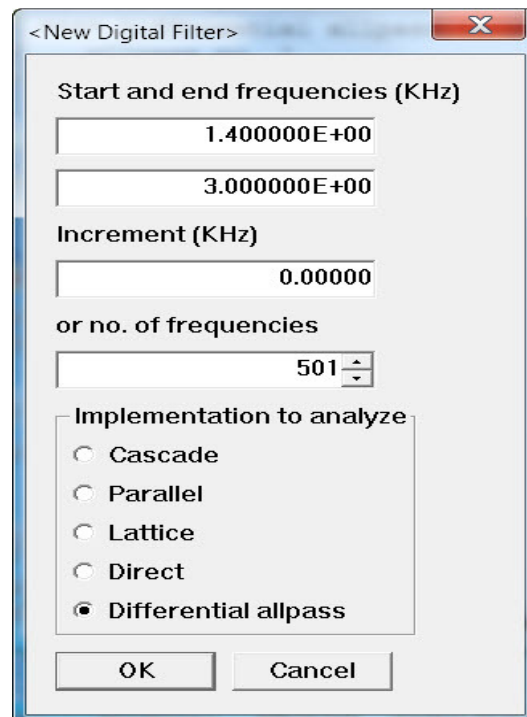 <New Digital Filter>
Start and end frequencies (KHz)
1.400000E+00
3.000000E+00
Increment (KHz)
0.00000
or no. of frequencies
501
Implementation to analyze
Cascade
Parallel
Lattice
Direct
Differential allpass
OK
Cancel